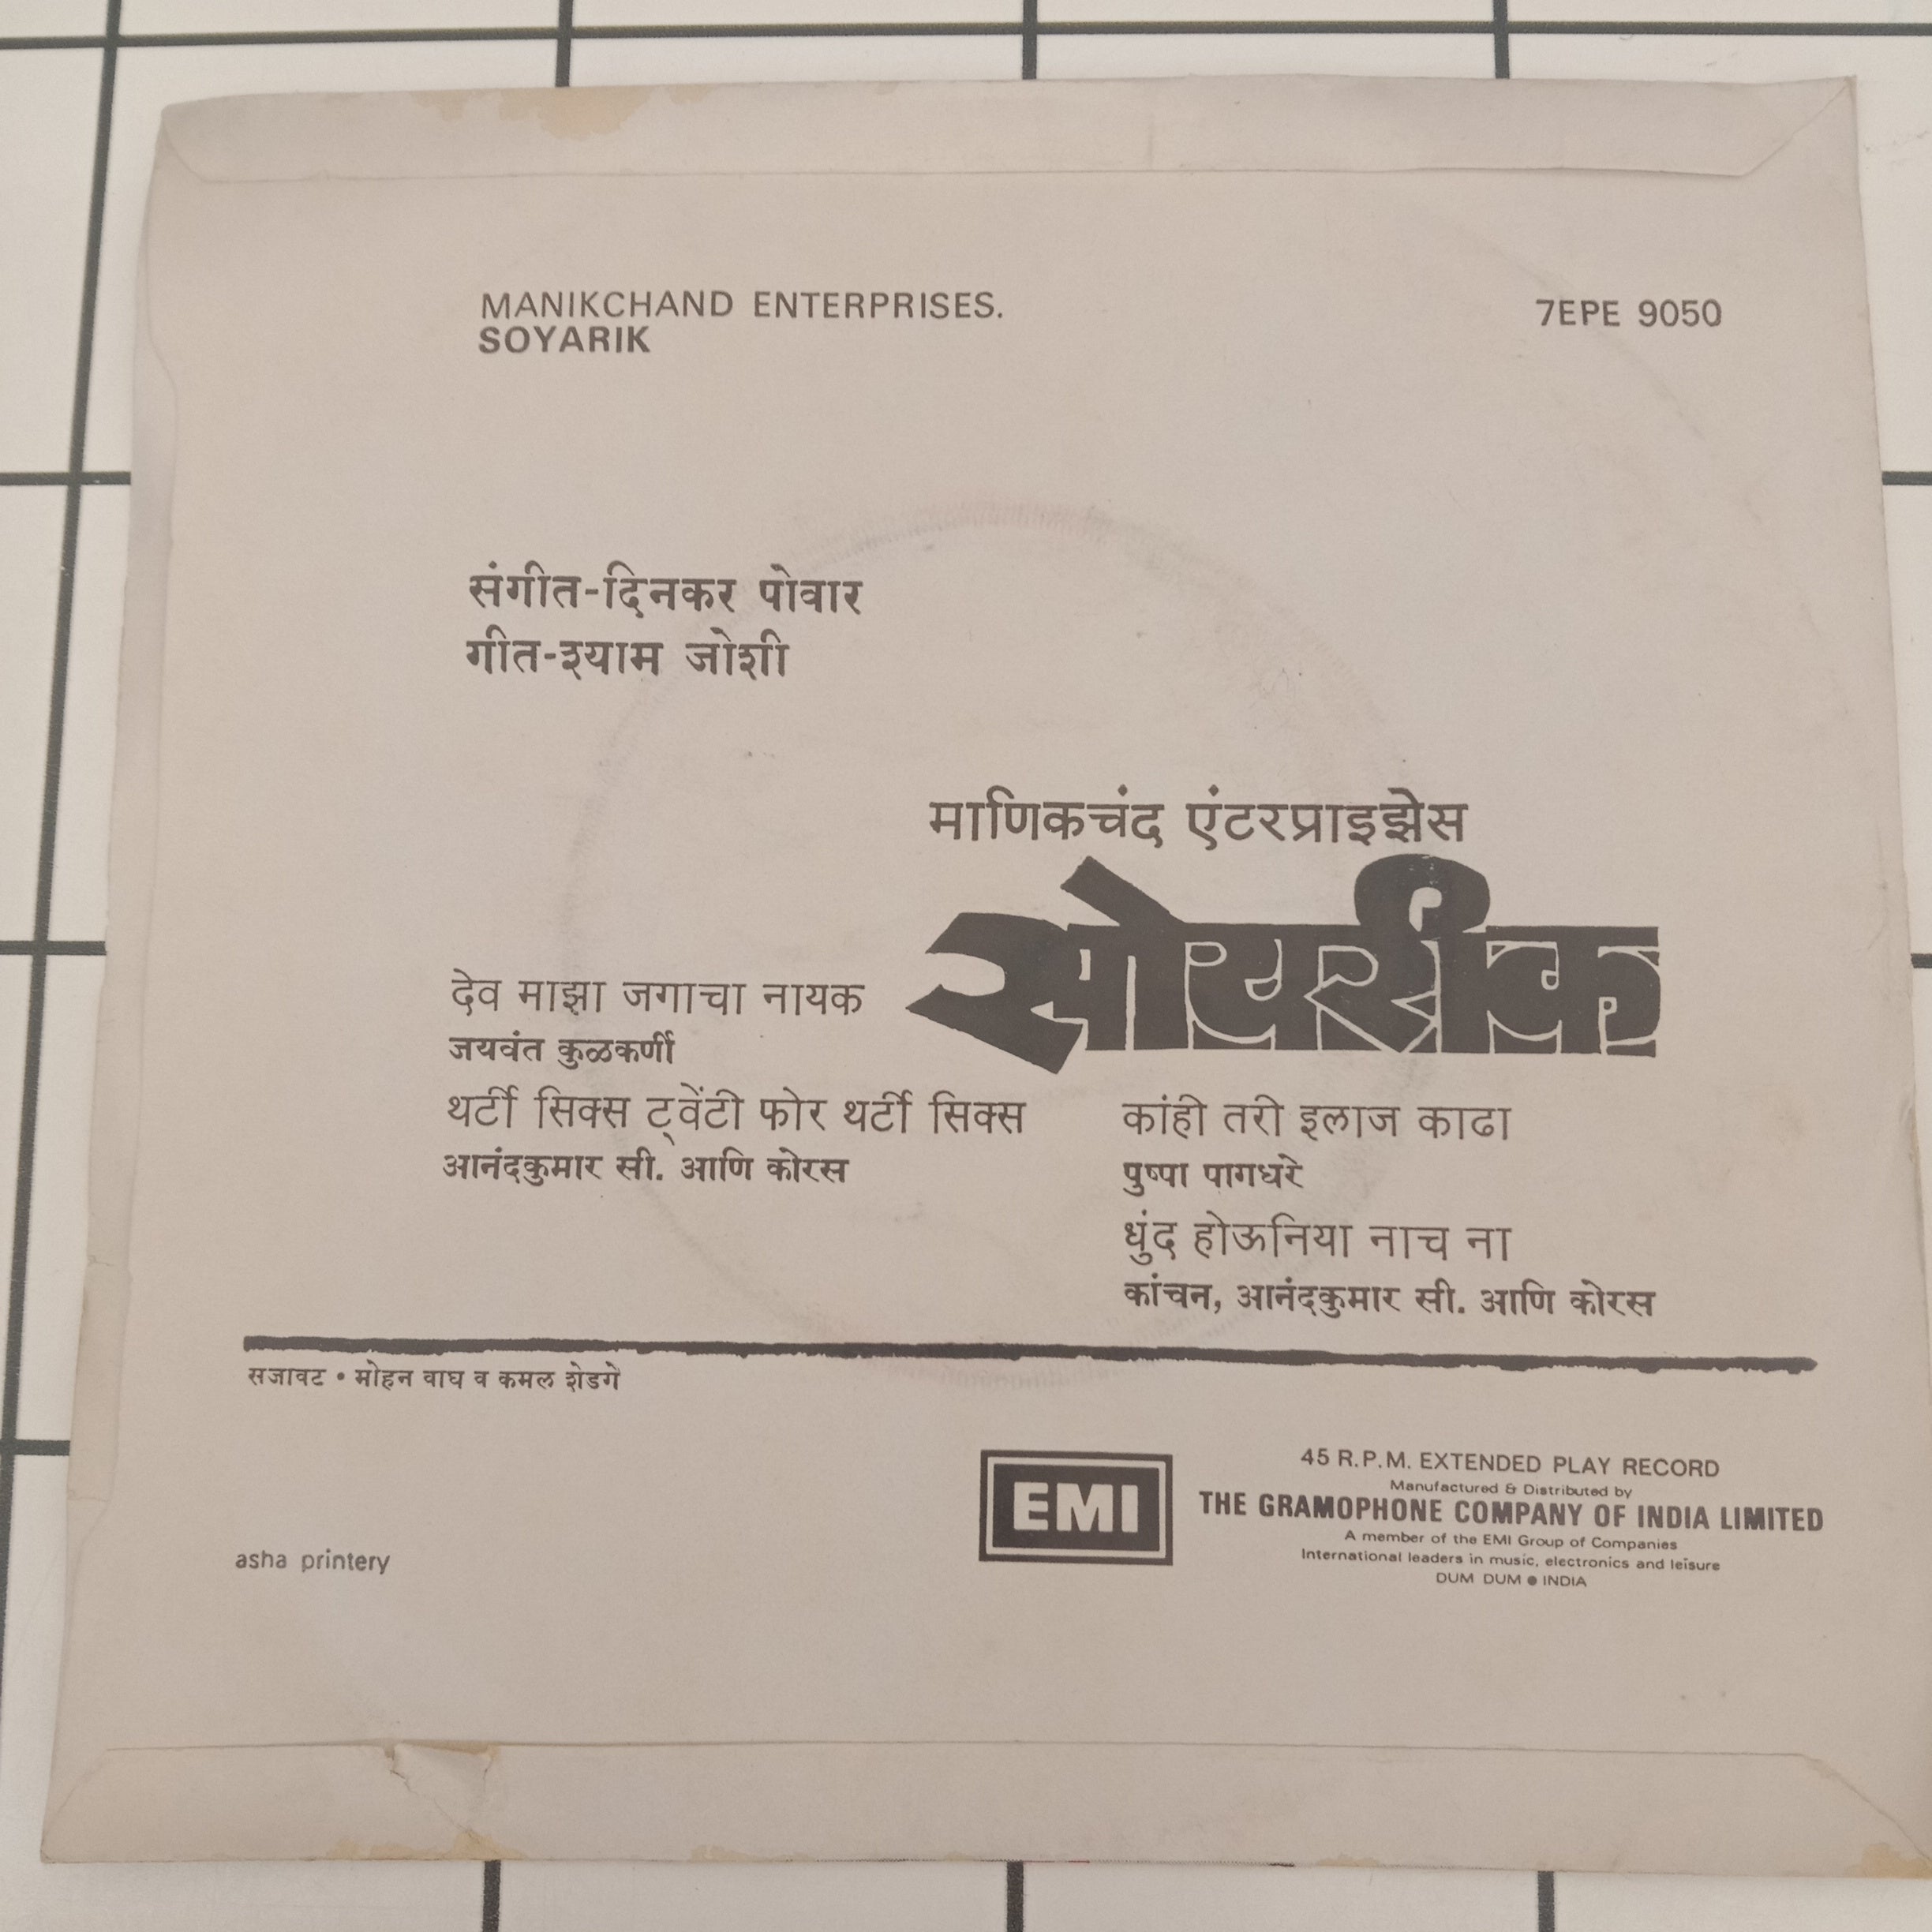 MANIKCHAND ENTERPRISES.
SOYARIK
7EPE 9050
संगीत-दिनकर पोवार
गीत-श्याम जोशी
माणिकचंद एंटरप्राइझेस
सोयरीक
देव माझा जगाचा नायक
जयवंत कुळकर्णी
थर्टी सिक्स ट्वेंटी फोर थर्टी सिक्स
आनंदकुमार सी. आणि कोरस
कांही तरी इलाज काढा
पुष्पा पागधरे
धुंद होऊनिया नाच ना
कांचन, आनंदकुमार सी. आणि कोरस
सजावट • मोहन वाघ व कमल शेडगे
asha printery
EMI
45 R.P.M. EXTENDED PLAY RECORD
Manufactured & Distributed by
THE GRAMOPHONE COMPANY OF INDIA LIMITED
A member of the EMI Group of Companies
International leaders in music, electronics and leisure
DUM DUM ● INDIA